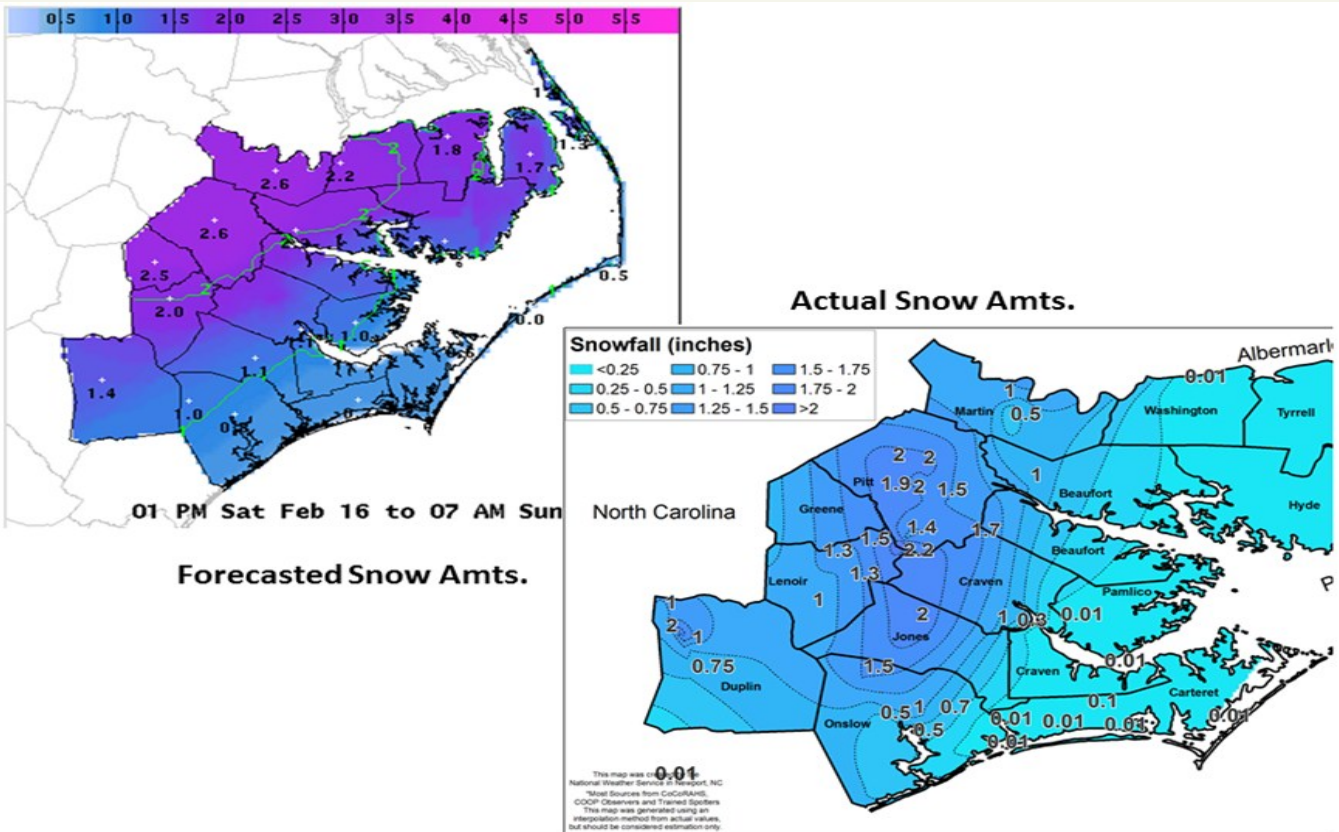 0.5 1.0 1.5 2.0 2.5 3.0 3.5 4.0 4.5 5.0 5.5
2
1.8
1.3
1.7
2.6
2.2
2
2.6
2
2.5
2
2.0
0.5
0.0
1.0
1.1
1.4
1.0
01 PM Sat Feb 16 to 07 AM Sun
Forecasted Snow Amts.
Actual Snow Amts.
Snowfall (inches)
<0.25 0.75 - 1 1.5 - 1.75
0.25 - 0.5 1 - 1.25 1.75 - 2
0.5 - 0.75 1.25 - 1.5 >2
Albermarl
0.01
1
Martin
0.5
Washington
Tyrrell
2 2
Pitt
1.9 2 1.5
1
Beaufort
Hyde
North Carolina
Greene
1.4
1.7
1.5
1.3
2.2
Beaufort
Lenoir
1.3
Craven
Pamlico
P
1
1
2
1
0.3
0.01
2
1
Jones
0.75
1.5
0.01
Duplin
Craven
Carteret
0.1
Onslow
0.5 1 0.7
0.01 0.01 0.01 0.01
0.5
0.01
0.01
This map was created by the
National Weather Service in Newport, NC
*Most Sources from CoCoRAHS,
COOP Observers and Trained Spotters
This map was generated using an
interpolation method from actual values,
but should be considered estimation only.